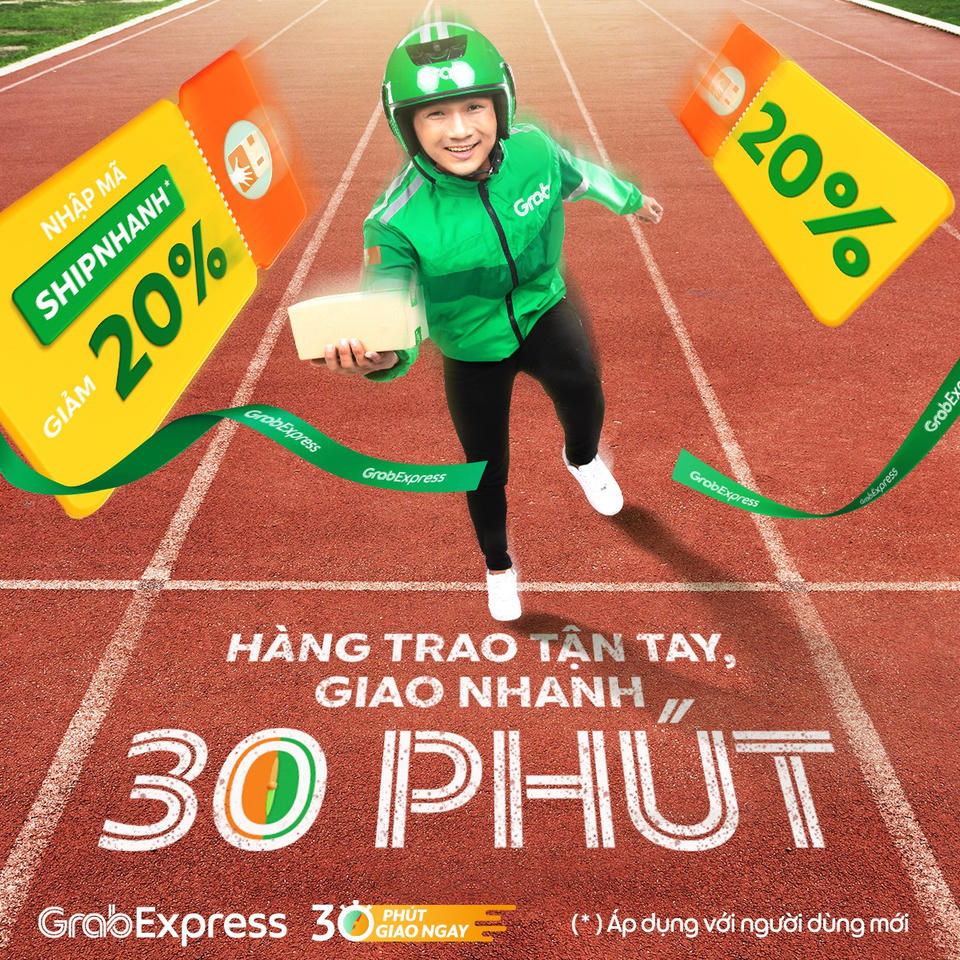 NHẬP MÃ
SHIPNHANH*
GIẢM 20%
20%
Grab
Grab
GrabExpress
GrabExpress
GrabExpress
GrabExpress
HÀNG TRAO TẬN TAY,
GIAO NHANH
30 PHÚT
GrabExpress
30 PHÚT
GIAO NGAY
(*) Áp dụng với người dùng mới